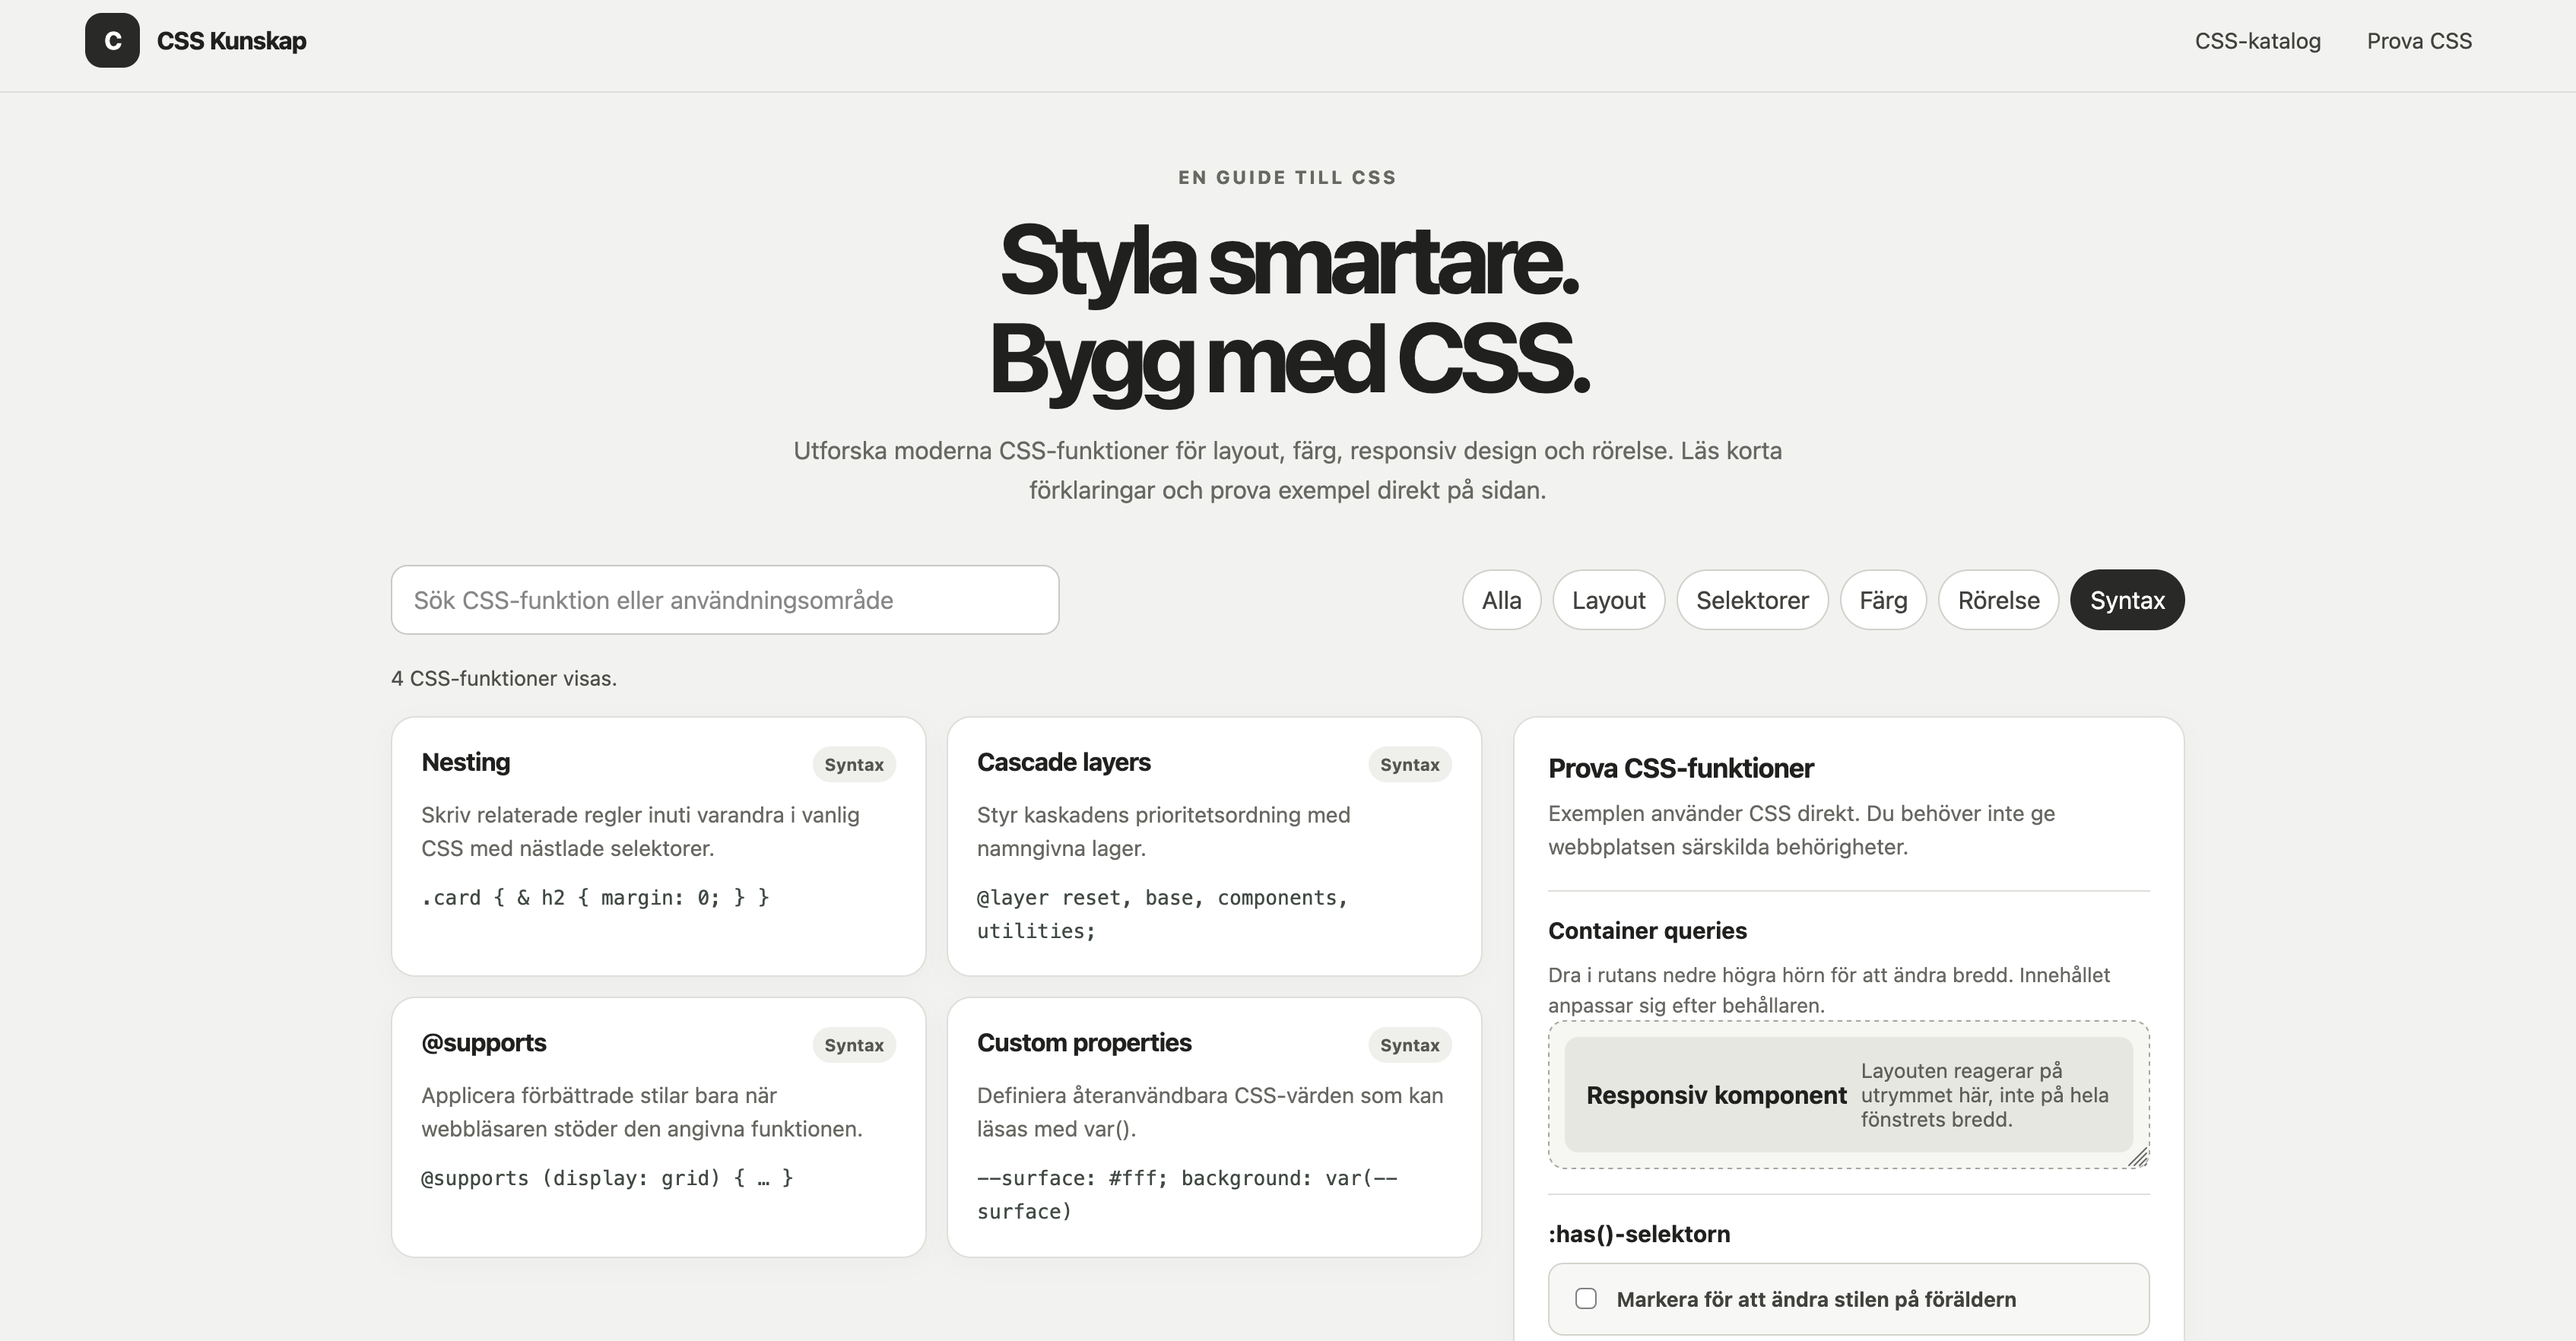 C
CSS Kunskap
CSS-katalog
Prova CSS
EN GUIDE TILL CSS
Styla smartare.
Bygg med CSS.
Utforska moderna CSS-funktioner för layout, färg, responsiv design och rörelse. Läs korta
förklaringar och prova exempel direkt på sidan.
Sök CSS-funktion eller användningsområde
Alla
Layout
Selektorer
Färg
Rörelse
Syntax
4 CSS-funktioner visas.
Nesting
Syntax
Skriv relaterade regler inuti varandra i vanlig
CSS med nästlade selektorer.
.card { & h2 { margin: 0; } }
Cascade layers
Syntax
Styr kaskadens prioritetsordning med
namngivna lager.
@layer reset, base, components,
utilities;
@supports
Syntax
Applicera förbättrade stilar bara när
webbläsaren stöder den angivna funktionen.
@supports (display: grid) { … }
Custom properties
Syntax
Definiera återanvändbara CSS-värden som kan
läsas med var().
--surface: #fff; background: var(--
surface)
Prova CSS-funktioner
Exemplen använder CSS direkt. Du behöver inte ge
webbplatsen särskilda behörigheter.
Container queries
Dra i rutans nedre högra hörn för att ändra bredd. Innehållet
anpassar sig efter behållaren.
Responsiv komponent
Layouten reagerar på
utrymmet här, inte på hela
fönstrets bredd.
:has()-selektorn
Markera för att ändra stilen på föräldern